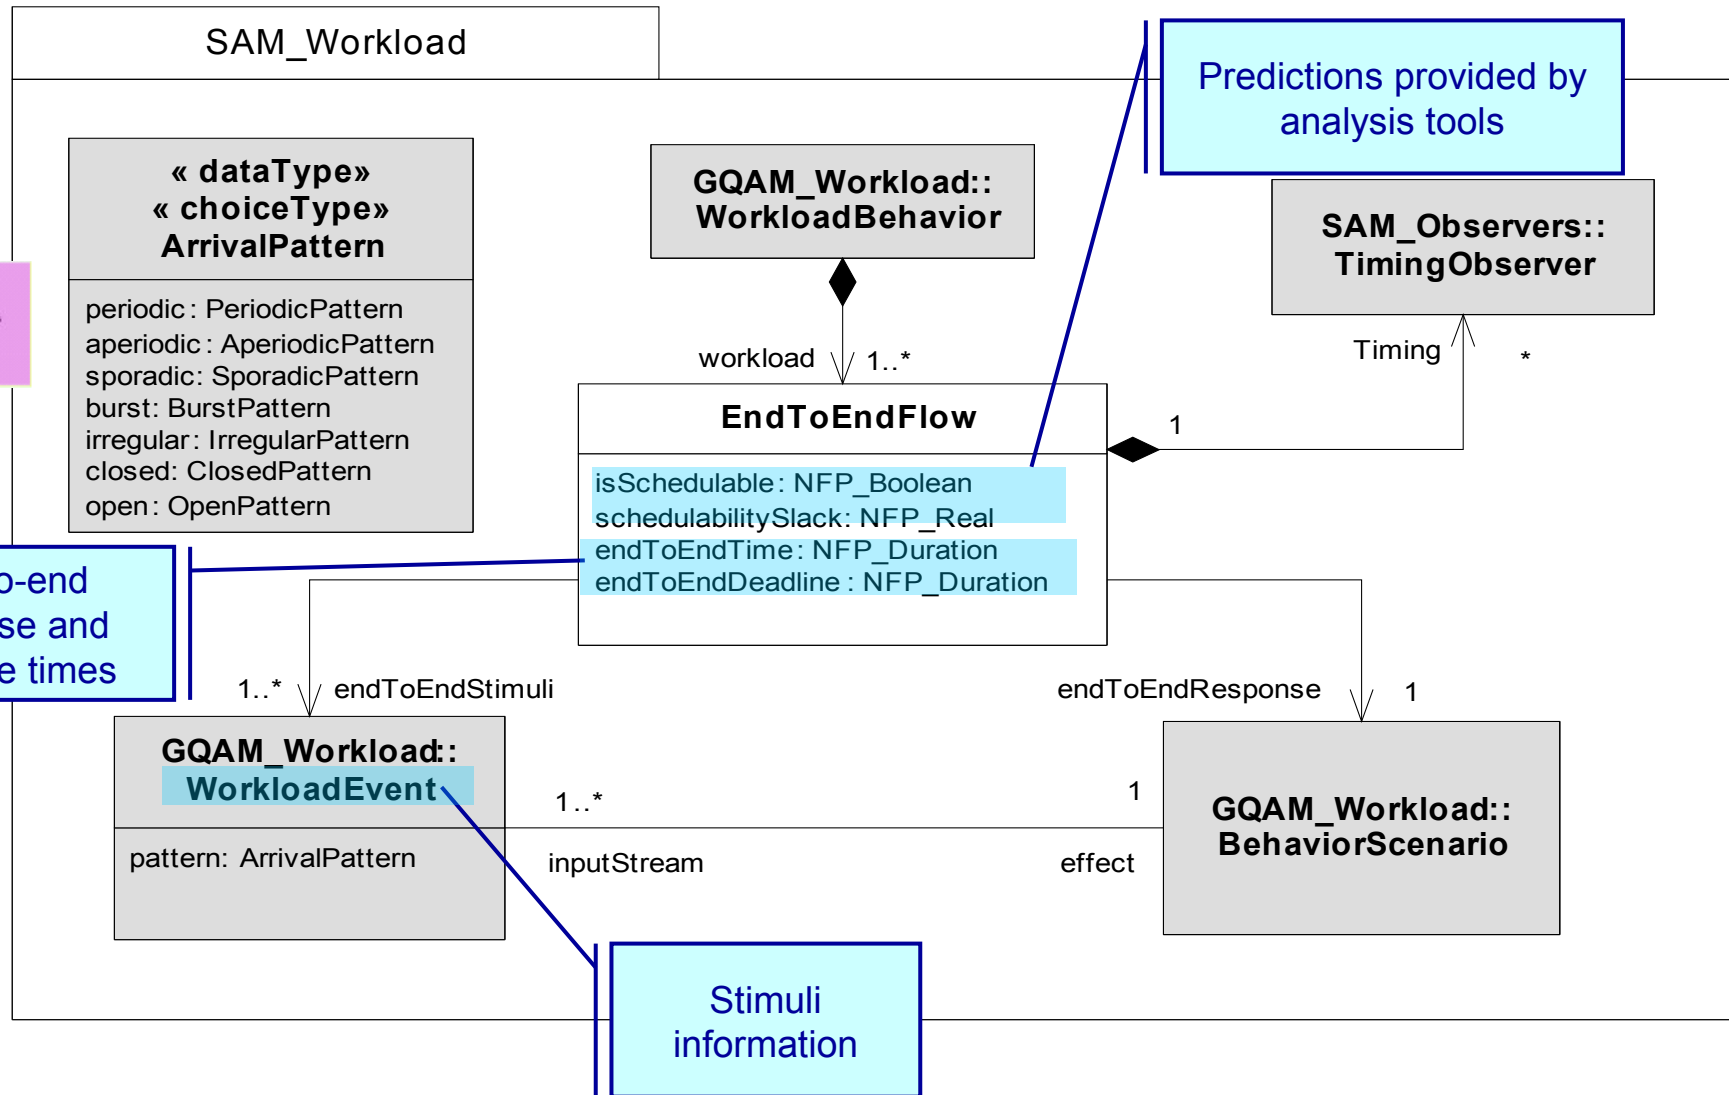 SAM_Workload
Predictions provided by
analysis tools
« dataType»
« choiceType»
ArrivalPattern
periodic: PeriodicPattern
aperiodic: AperiodicPattern
sporadic: SporadicPattern
burst: BurstPattern
irregular: IrregularPattern
closed: ClosedPattern
open: OpenPattern
GQAM_Workload::
WorkloadBehavior
SAM_Observers::
TimingObserver
workload 1..*
Timing *
EndToEndFlow
1
isSchedulable: NFP_Boolean
schedulabilitySlack: NFP_Real
endToEndTime: NFP_Duration
endToEndDeadline: NFP_Duration
o-end
se and
e times
1..* endToEndStimuli
endToEndResponse 1
GQAM_Workload::
WorkloadEvent
pattern: ArrivalPattern
1..*
inputStream
1
effect
GQAM_Workload::
BehaviorScenario
Stimuli
information